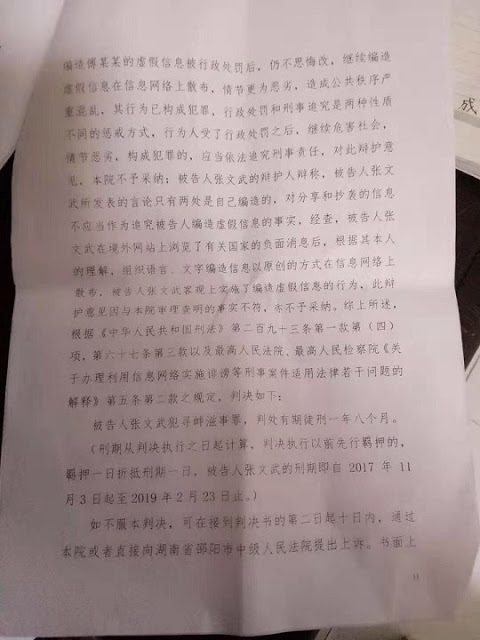 编造傅某某的虚假信息被行政处罚后，仍不思悔改，继续编造
虚假信息在信息网络上散布，情节更为恶劣，造成公共秩序严
重混乱，其行为已构成犯罪，行政处罚和刑事追究是两种性质
不同的惩戒方式，行为人受了行政处罚之后，继续危害社会，
情节恶劣，构成犯罪的，应当依法追究刑事责任，对此辩护意
见，本院不予采纳；被告人张文武的辩护人辩称，被告人张文
武所发表的言论只有两处是自己编造的，对分享和抄袭的信息
不应当作为追究被告人编造虚假信息的事实，经查，被告人张
文武在境外网站上浏览了有关国家的负面消息后，根据其本人
的理解，组织语言、文字编造信息以原创的方式在信息网络上
散布，被告人张文武客观上实施了编造虚假信息的行为，此辩
护意见因与本院审理查明的事实不符，亦不予采纳。综上所述，
根据《中华人民共和国刑法》第二百九十三条第一款第（四）
项，第六十七条第三款以及最高人民法院、最高人民检察院《关
于办理利用信息网络实施诽谤等刑事案件适用法律若干问题的
解释》第五条第二款之规定，判决如下：
被告人张文武犯寻衅滋事罪，判处有期徒刑一年八个月。
（刑期从判决执行之日起计算，判决执行以前先行羁押的，
羁押一日折抵刑期一日，被告人张文武的刑期即自 2017 年 11
月 3 日起至 2019 年 2 月 23 日止。）
如不服本判决，可在接到判决书的第二日起十日内，通过
本院或者直接向湖南省邵阳市中级人民法院提出上诉。书面上
11
成